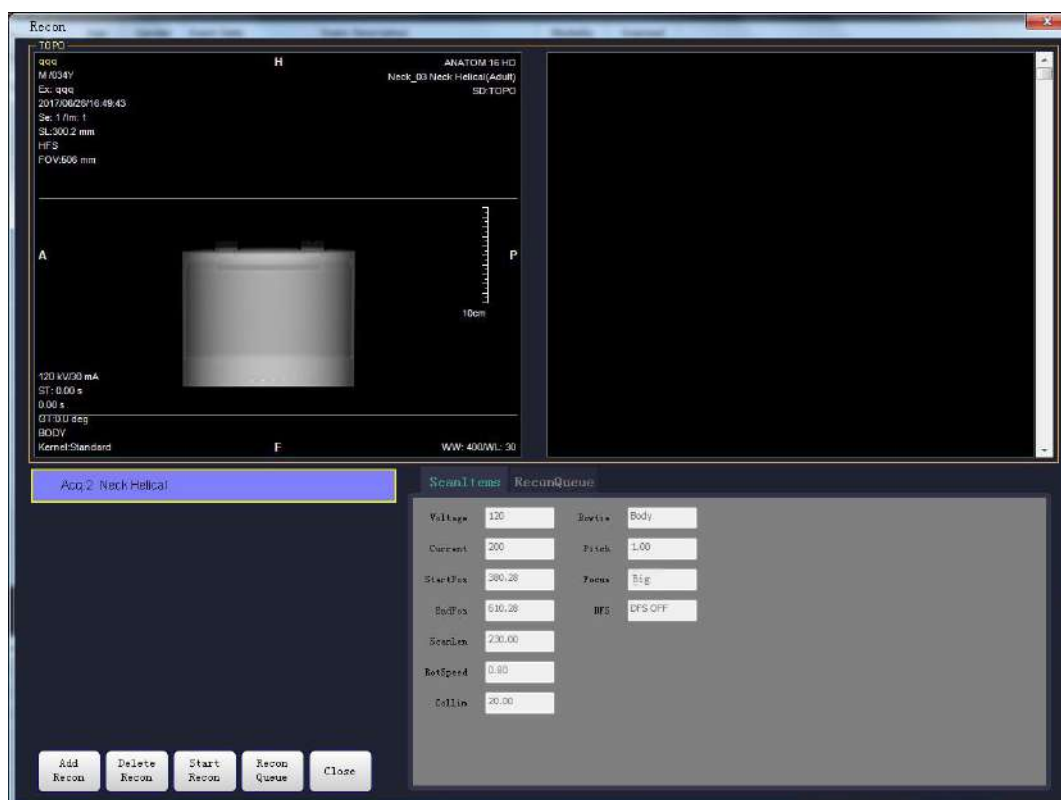 Recon
TOPO
qqq
M /034Y
Ex: qqq
2017/06/26/16:49:43
Se: 1 /Im: 1
SL:300.2 mm
HFS
FOV:506 mm
H
ANATOM 16 HD
Neck_03 Neck Helical(Adult)
SD:TOPO
A
P
10cm
120 kV/30 mA
ST: 0.00 s
0.00 s
GT:0.0 deg
BODY
Kernel:Standard
F
WW: 400/WL: 30
Acq:2 Neck Helical
ScanItems ReconQueue
Voltage 120 Body
Current 200 Pitch 1.00
StartPos 380.28 Focus Big
EndPos 610.28 DFS DFS OFF
ScanLen 230.00
RotSpeed 0.80
Collim 20.00
Add Recon
Delete Recon
Start Recon
Recon Queue
Close